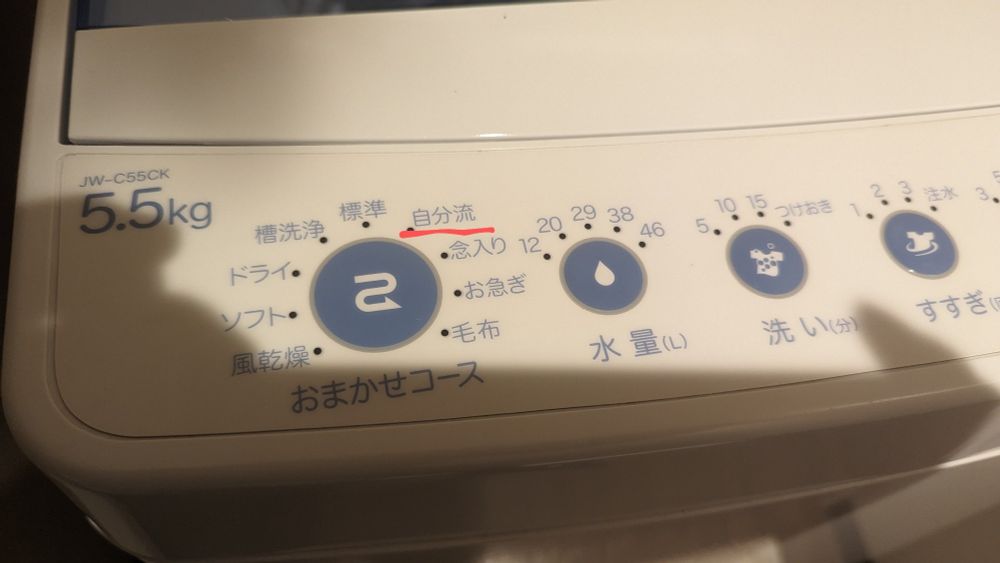 JW-C55CK
5.5kg
標準
自分流
槽洗浄
念入り
ドライ
お急ぎ
ソフト
毛布
風乾燥
おまかせコース
12
20
29
38
46
水量(L)
5
10
15
つけおき
洗い(分)
1
2
3
注水
すすぎ
3